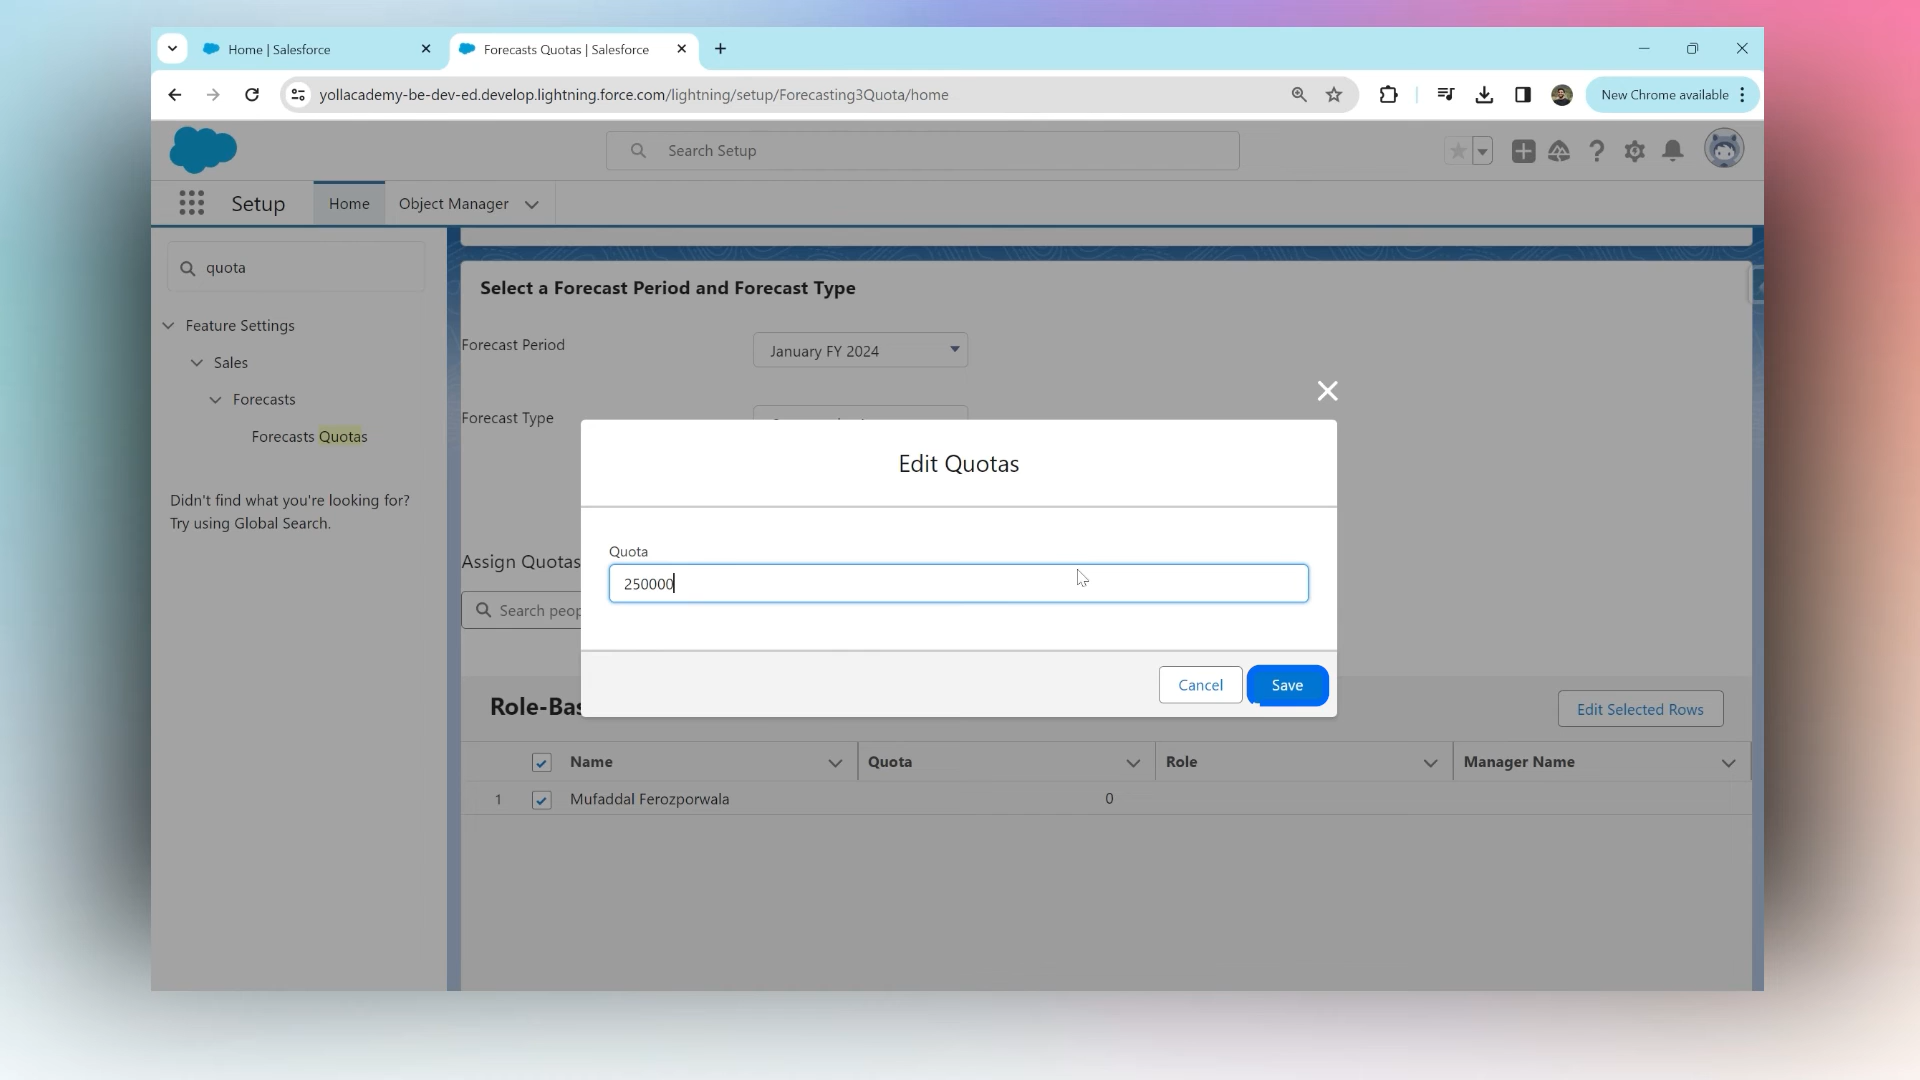 Home | Salesforce
Forecasts Quotas | Salesforce
yollacademy-be-dev-ed.develop.lightning.force.com/lightning/setup/Forecasting3Quota/home
New Chrome available
Search Setup
Setup
Home
Object Manager
quota
Feature Settings
Sales
Forecasts
Forecasts Quotas
Didn't find what you're looking for?
Try using Global Search.
Select a Forecast Period and Forecast Type
Forecast Period
January FY 2024
Forecast Type
Edit Quotas
Quota
250000
Cancel
Save
Assign Quotas
Search peop
Role-Bas
Edit Selected Rows
Name
Quota
Role
Manager Name
1
Mufaddal Ferozporwala
0